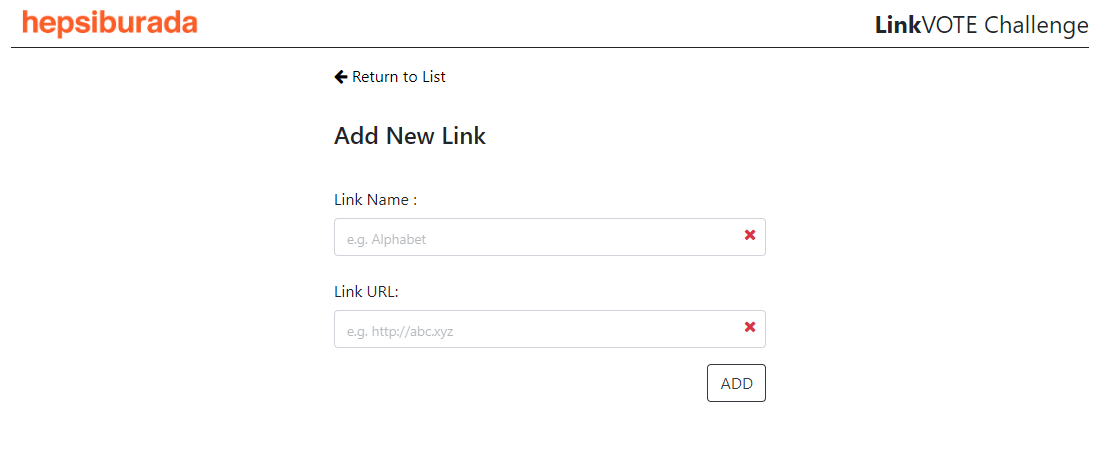 hepsiburada
LinkVOTE Challenge
Return to List
Add New Link
Link Name :
e.g. Alphabet
Link URL:
e.g. http://abc.xyz
ADD